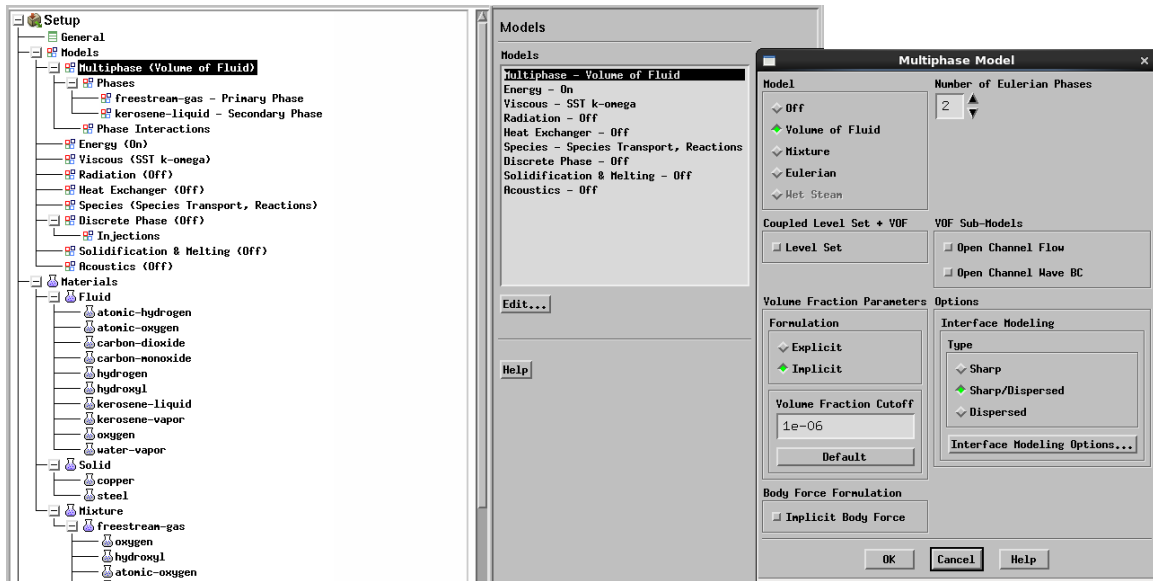 Setup
General
Models
Multiphase (Volume of Fluid)
Phases
freestream-gas - Primary Phase
kerosene-liquid - Secondary Phase
Phase Interactions
Energy (On)
Viscous (SST k-omega)
Radiation (Off)
Heat Exchanger (Off)
Species (Species Transport, Reactions)
Discrete Phase (Off)
Injections
Solidification & Melting (Off)
Acoustics (Off)
Materials
Fluid
atomic-hydrogen
atomic-oxygen
carbon-dioxide
carbon-monoxide
hydrogen
hydroxyl
kerosene-liquid
kerosene-vapor
oxygen
water-vapor
Solid
copper
steel
Mixture
freestream-gas
oxygen
hydroxyl
atomic-oxygen
Models
Models
Multiphase - Volume of Fluid
Energy - On
Viscous - SST k-omega
Radiation - Off
Heat Exchanger - Off
Species - Species Transport, Reactions
Discrete Phase - Off
Solidification & Melting - Off
Acoustics - Off
Edit...
Help
Multiphase Model
Model
Off
Volume of Fluid
Mixture
Eulerian
Wet Steam
Number of Eulerian Phases
2
Coupled Level Set + VOF
Level Set
VOF Sub-Models
Open Channel Flow
Open Channel Wave BC
Volume Fraction Parameters
Formulation
Explicit
Implicit
Volume Fraction Cutoff
1e-06
Default
Options
Interface Modeling
Type
Sharp
Sharp/Dispersed
Dispersed
Interface Modeling Options...
Body Force Formulation
Implicit Body Force
OK
Cancel
Help